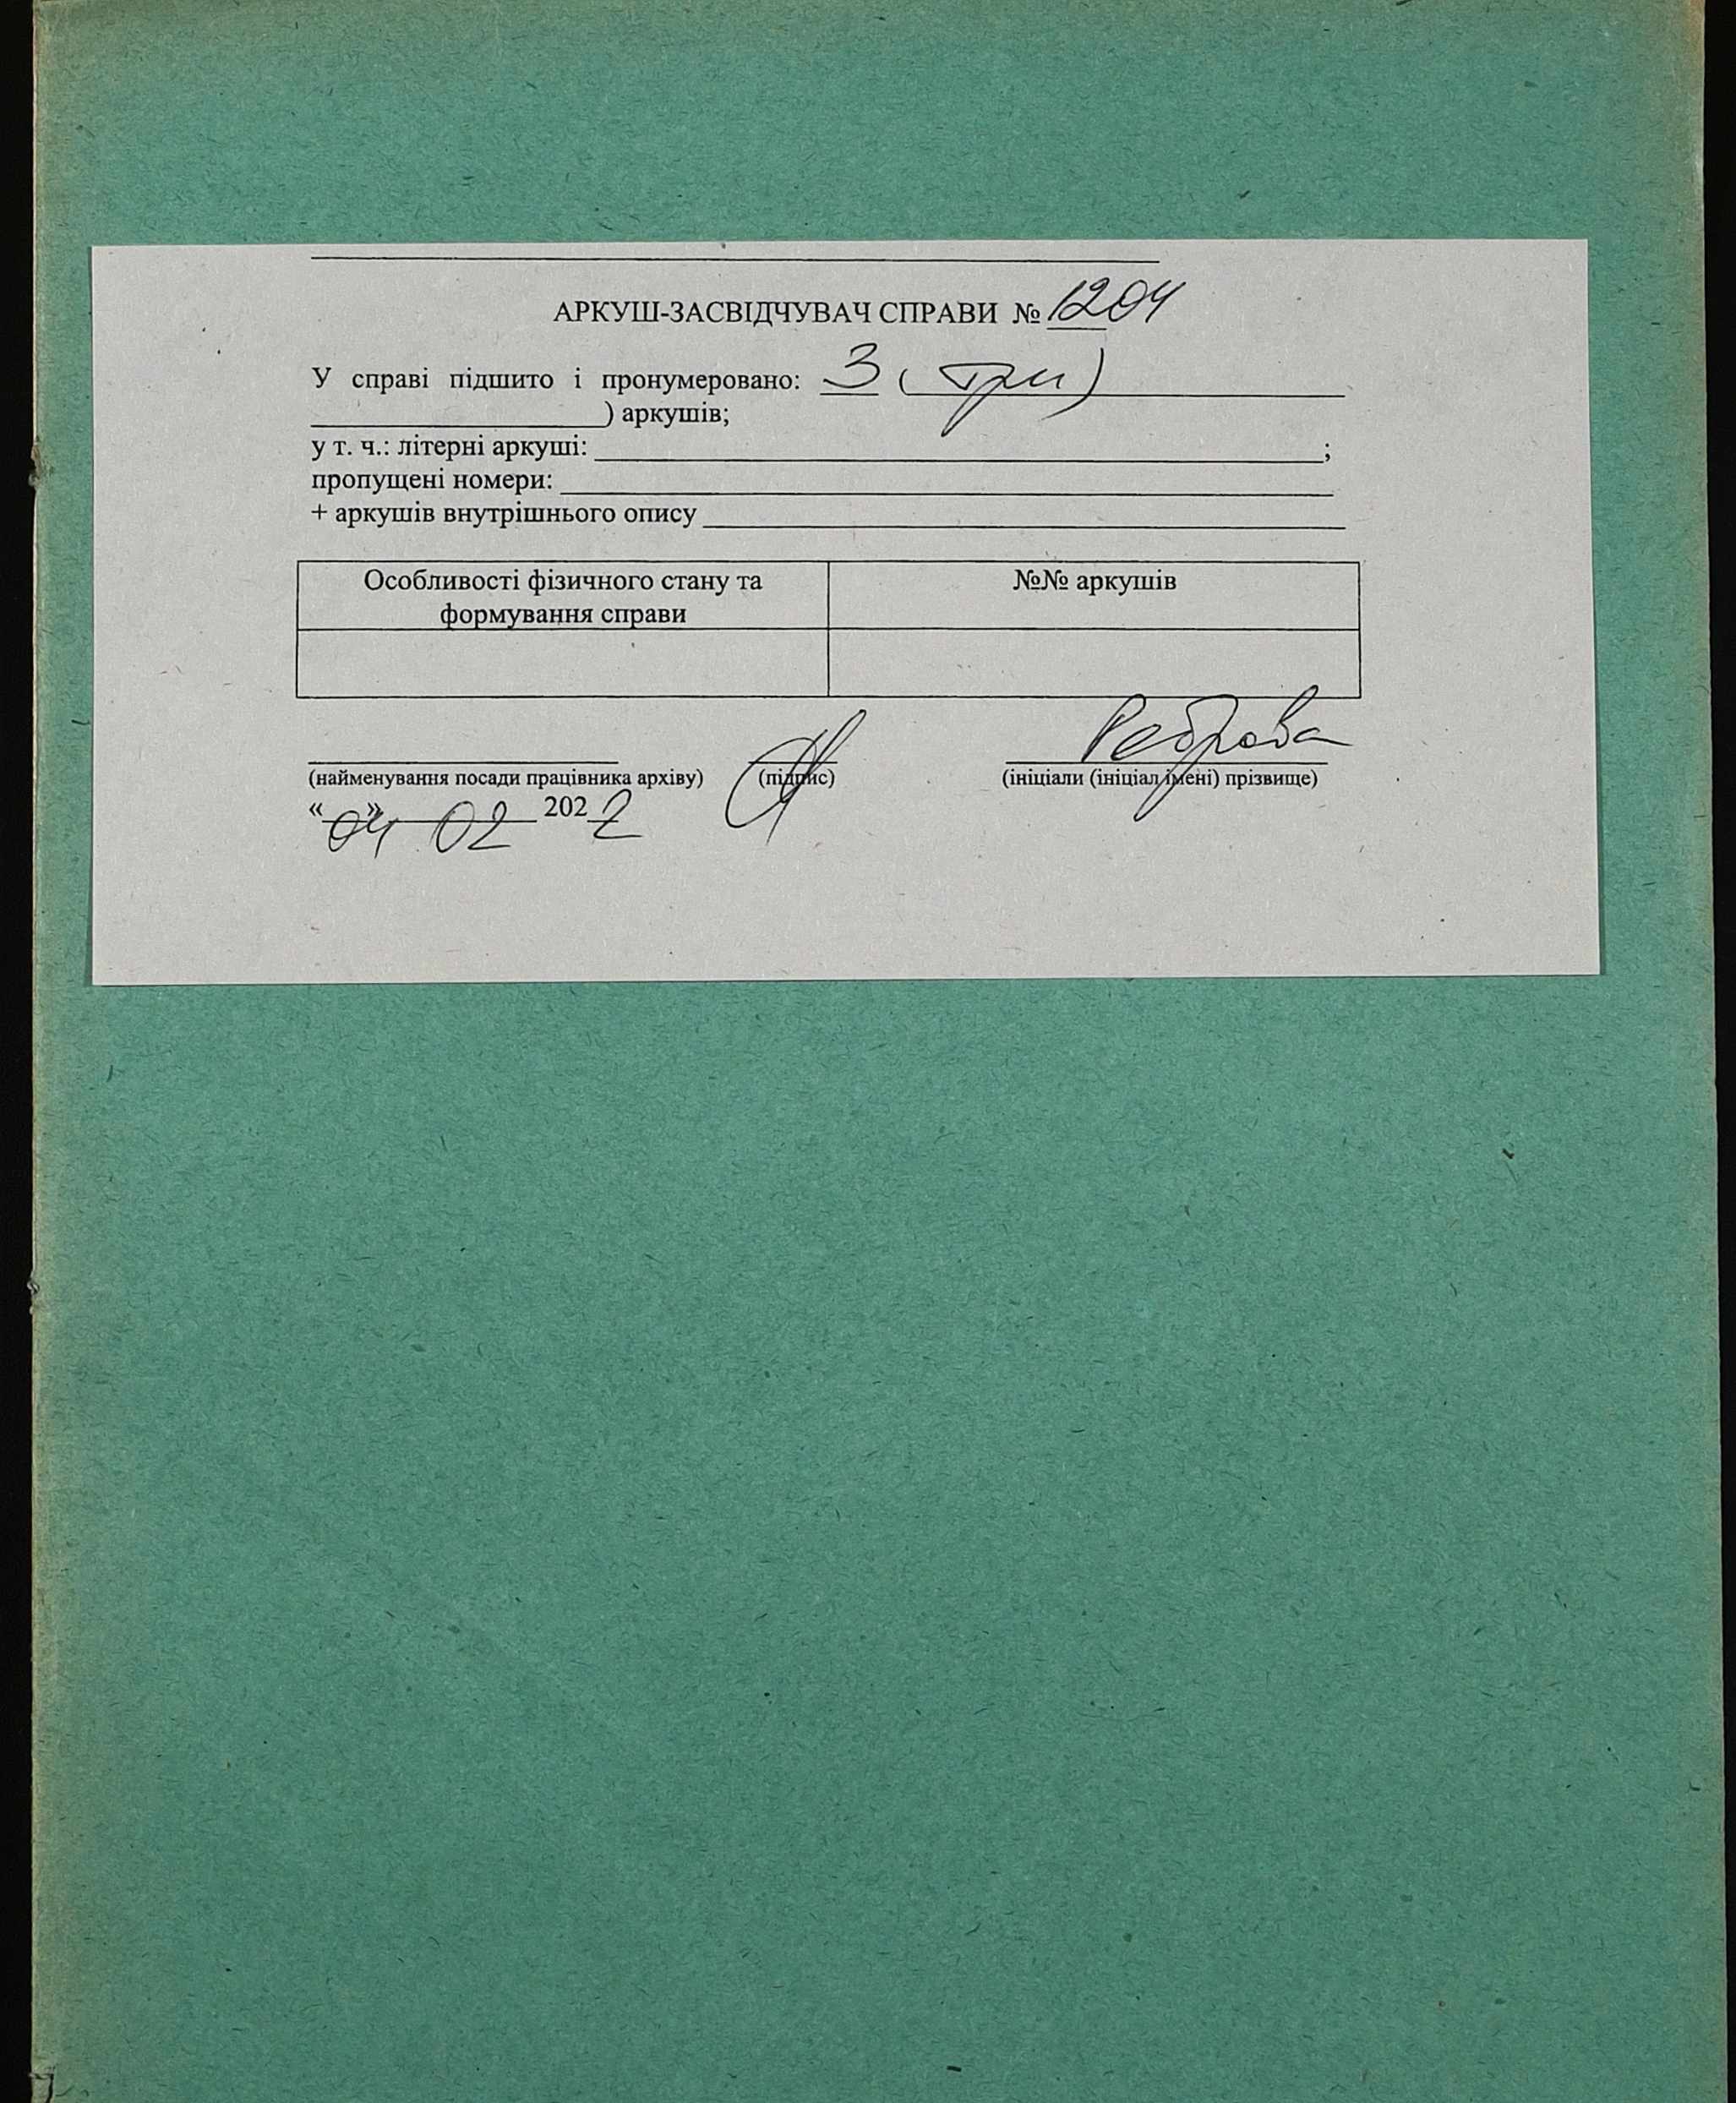 АРКУШ-ЗАСВІДЧУВАЧ СПРАВИ № 1204
У справі підшито і пронумеровано: 3 ( три )
) аркушів;
у т. ч.: літерні аркуші: ;
пропущені номери:
+ аркушів внутрішнього опису
Особливості фізичного стану та
формування справи
№№ аркушів
Реброва
(найменування посади працівника архіву) (підпис) (ініціали (ініціал імені) прізвище)
«04» 02 2022